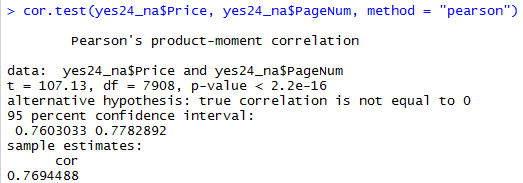 > cor.test(yes24_na$Price, yes24_na$PageNum, method = "pearson")
Pearson's product-moment correlation
data:  yes24_na$Price and yes24_na$PageNum
t = 107.13, df = 7908, p-value < 2.2e-16
alternative hypothesis: true correlation is not equal to 0
95 percent confidence interval:
0.7603033 0.7782892
sample estimates:
cor
0.7694488